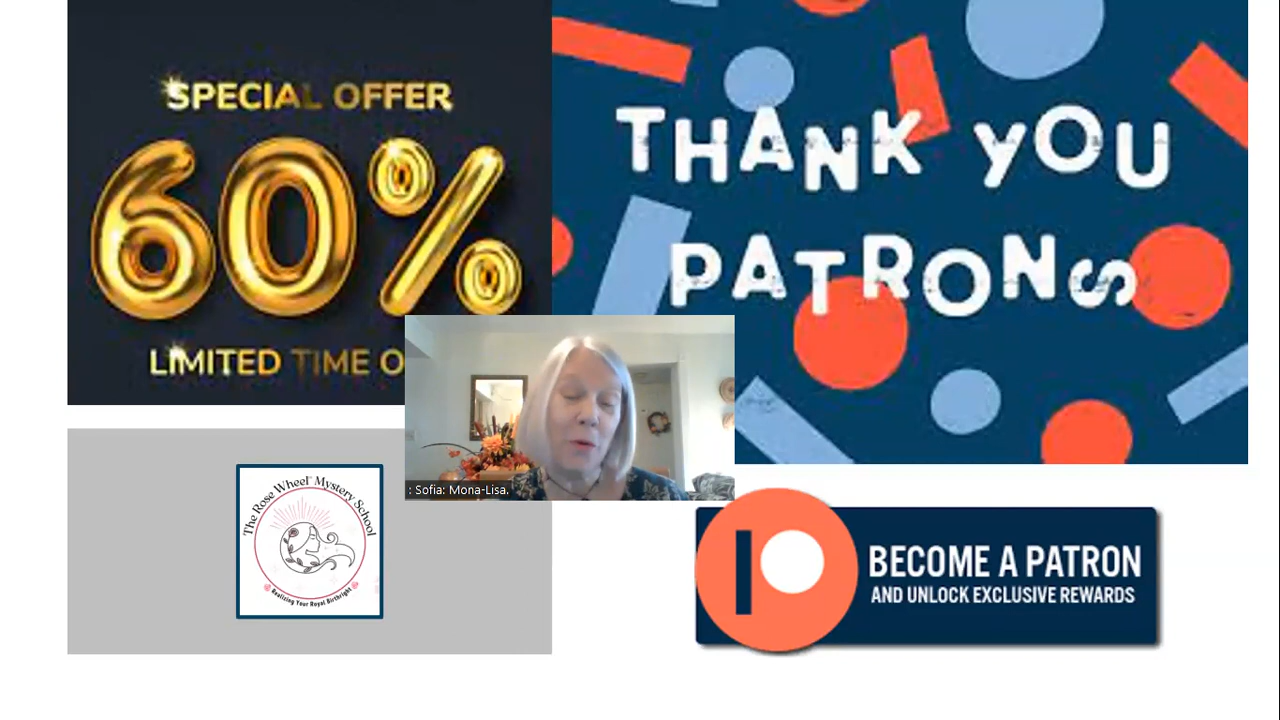 SPECIAL OFFER
60%
LIMITED TIME O
THANK YOU
PATRONS
: Sofia: Mona-Lisa.
The Rose Wheel Mystery School
Realizing Your Royal Birthright
BECOME A PATRON
AND UNLOCK EXCLUSIVE REWARDS